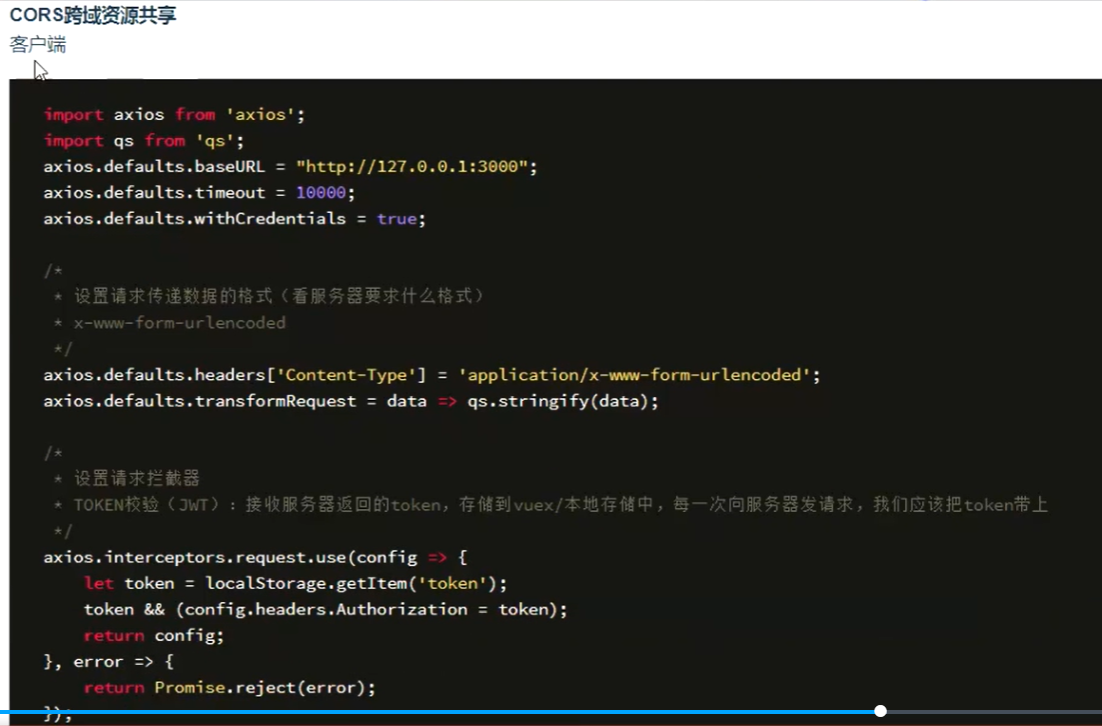 CORS跨域资源共享
客户端
import axios from 'axios';
import qs from 'qs';
axios.defaults.baseURL = "http://127.0.0.1:3000";
axios.defaults.timeout = 10000;
axios.defaults.withCredentials = true;
/*
* 设置请求传递数据的格式（看服务器要求什么格式）
* x-www-form-urlencoded
*/
axios.defaults.headers['Content-Type'] = 'application/x-www-form-urlencoded';
axios.defaults.transformRequest = data => qs.stringify(data);
/*
* 设置请求拦截器
* TOKEN校验（JWT）：接收服务器返回的token，存储到vuex/本地存储中，每一次向服务器发请求，我们应该把token带上
*/
axios.interceptors.request.use(config => {
let token = localStorage.getItem('token');
token && (config.headers.Authorization = token);
return config;
}, error => {
return Promise.reject(error);
});